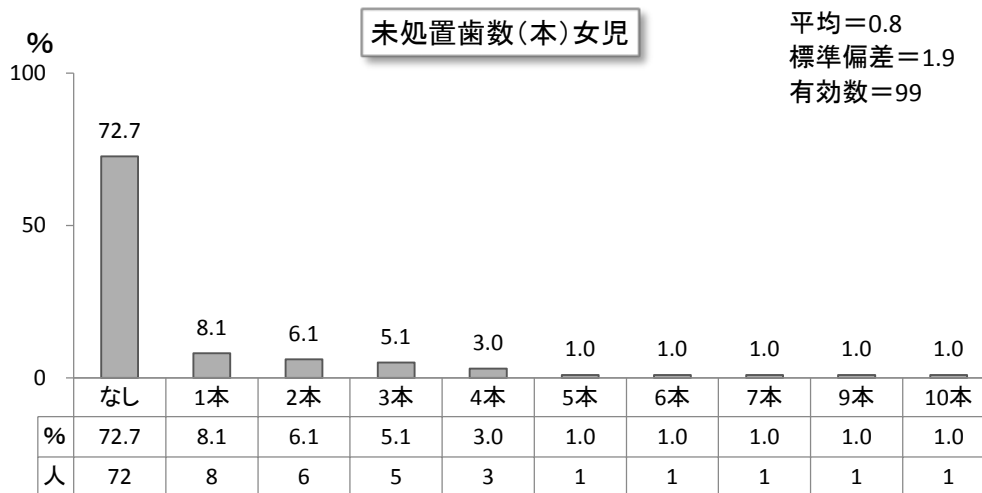 未処置歯数(本)女児
平均=0.8
標準偏差=1.9
有効数=99
%
100
50
0
72.7 8.1 6.1 5.1 3.0 1.0 1.0 1.0 1.0 1.0
なし 1本 2本 3本 4本 5本 6本 7本 9本 10本
% 72.7 8.1 6.1 5.1 3.0 1.0 1.0 1.0 1.0 1.0
人 72 8 6 5 3 1 1 1 1 1